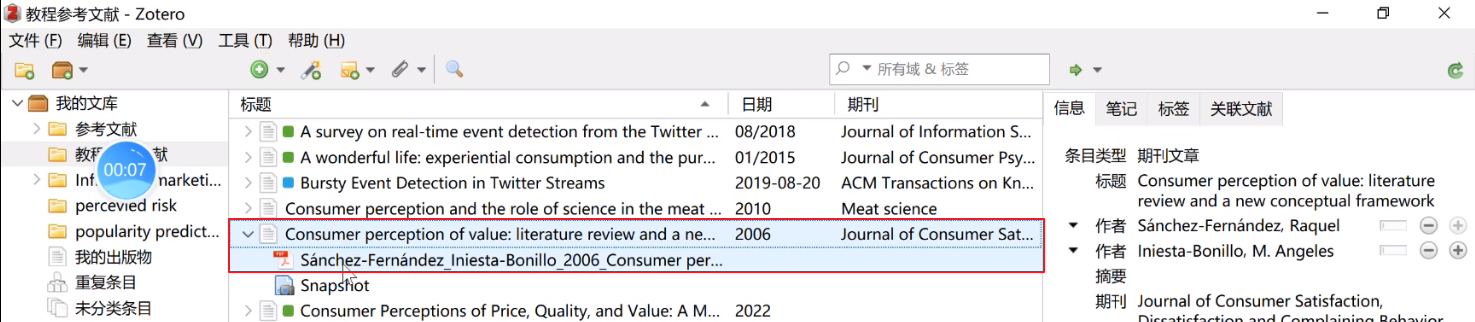 教程参考文献 - Zotero
文件 (F) 编辑 (E) 查看 (V) 工具 (T) 帮助 (H)
所有域 & 标签
我的文库
参考文献
教程 献
00:07
Inf marketi...
percevied risk
popularity predict...
我的出版物
重复条目
未分类条目
标题 日期 期刊
A survey on real-time event detection from the Twitter ... 08/2018 Journal of Information S...
A wonderful life: experiential consumption and the pur... 01/2015 Journal of Consumer Psy...
Bursty Event Detection in Twitter Streams 2019-08-20 ACM Transactions on Kn...
Consumer perception and the role of science in the meat ... 2010 Meat science
Consumer perception of value: literature review and a ne... 2006 Journal of Consumer Sat...
Sánchez-Fernández_Iniesta-Bonillo_2006_Consumer per...
Snapshot
Consumer Perceptions of Price, Quality, and Value: A M... 2022
信息 笔记 标签 关联文献
条目类型 期刊文章
标题 Consumer perception of value: literature
review and a new conceptual framework
作者 Sánchez-Fernández, Raquel
作者 Iniesta-Bonillo, M. Angeles
摘要
期刊 Journal of Consumer Satisfaction,
Dissatisfaction and Complaining Behavior